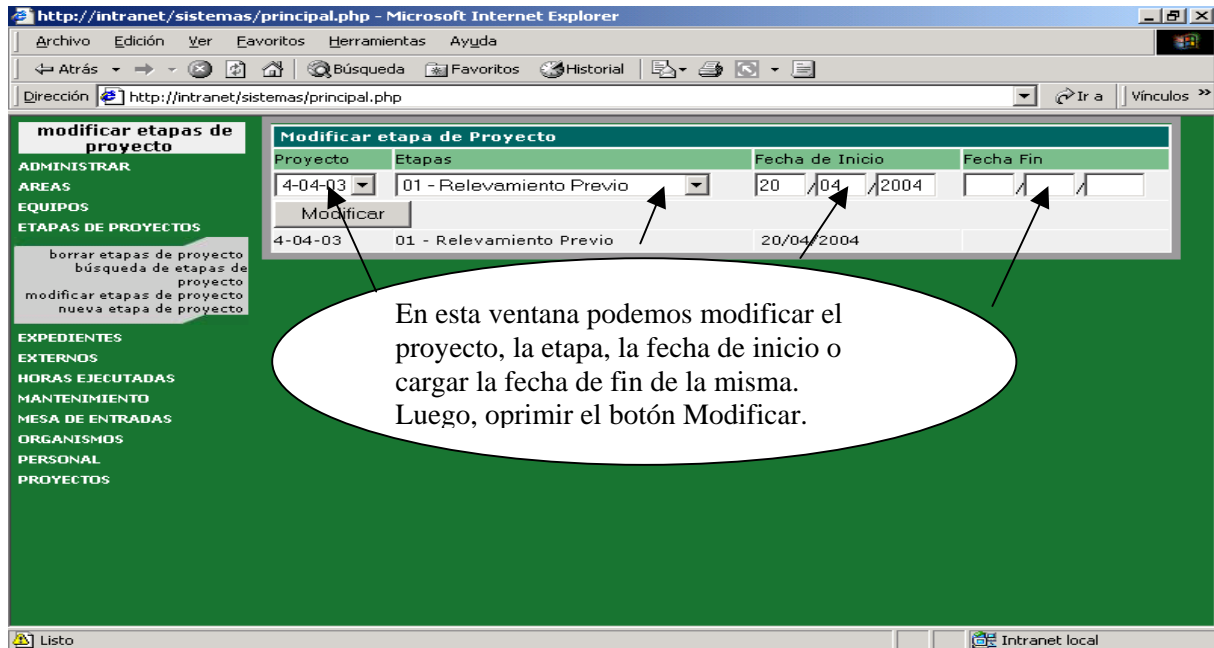 http://intranet/sistemas/principal.php - Microsoft Internet Explorer
Archivo Edición Ver Favoritos Herramientas Ayuda
Atrás Búsqueda Favoritos Historial
Dirección http://intranet/sistemas/principal.php Ir a Vínculos »
modificar etapas de
proyecto
ADMINISTRAR
AREAS
EQUIPOS
ETAPAS DE PROYECTOS
borrar etapas de proyecto
búsqueda de etapas de
proyecto
modificar etapas de proyecto
nueva etapa de proyecto
EXPEDIENTES
EXTERNOS
HORAS EJECUTADAS
MANTENIMIENTO
MESA DE ENTRADAS
ORGANISMOS
PERSONAL
PROYECTOS
Modificar etapa de Proyecto
Proyecto Etapas Fecha de Inicio Fecha Fin
4-04-03 01 - Relevamiento Previo 20 /04 /2004 / /
Modificar
4-04-03 01 - Relevamiento Previo 20/04/2004
En esta ventana podemos modificar el
proyecto, la etapa, la fecha de inicio o
cargar la fecha de fin de la misma.
Luego, oprimir el botón Modificar.
Listo Intranet local